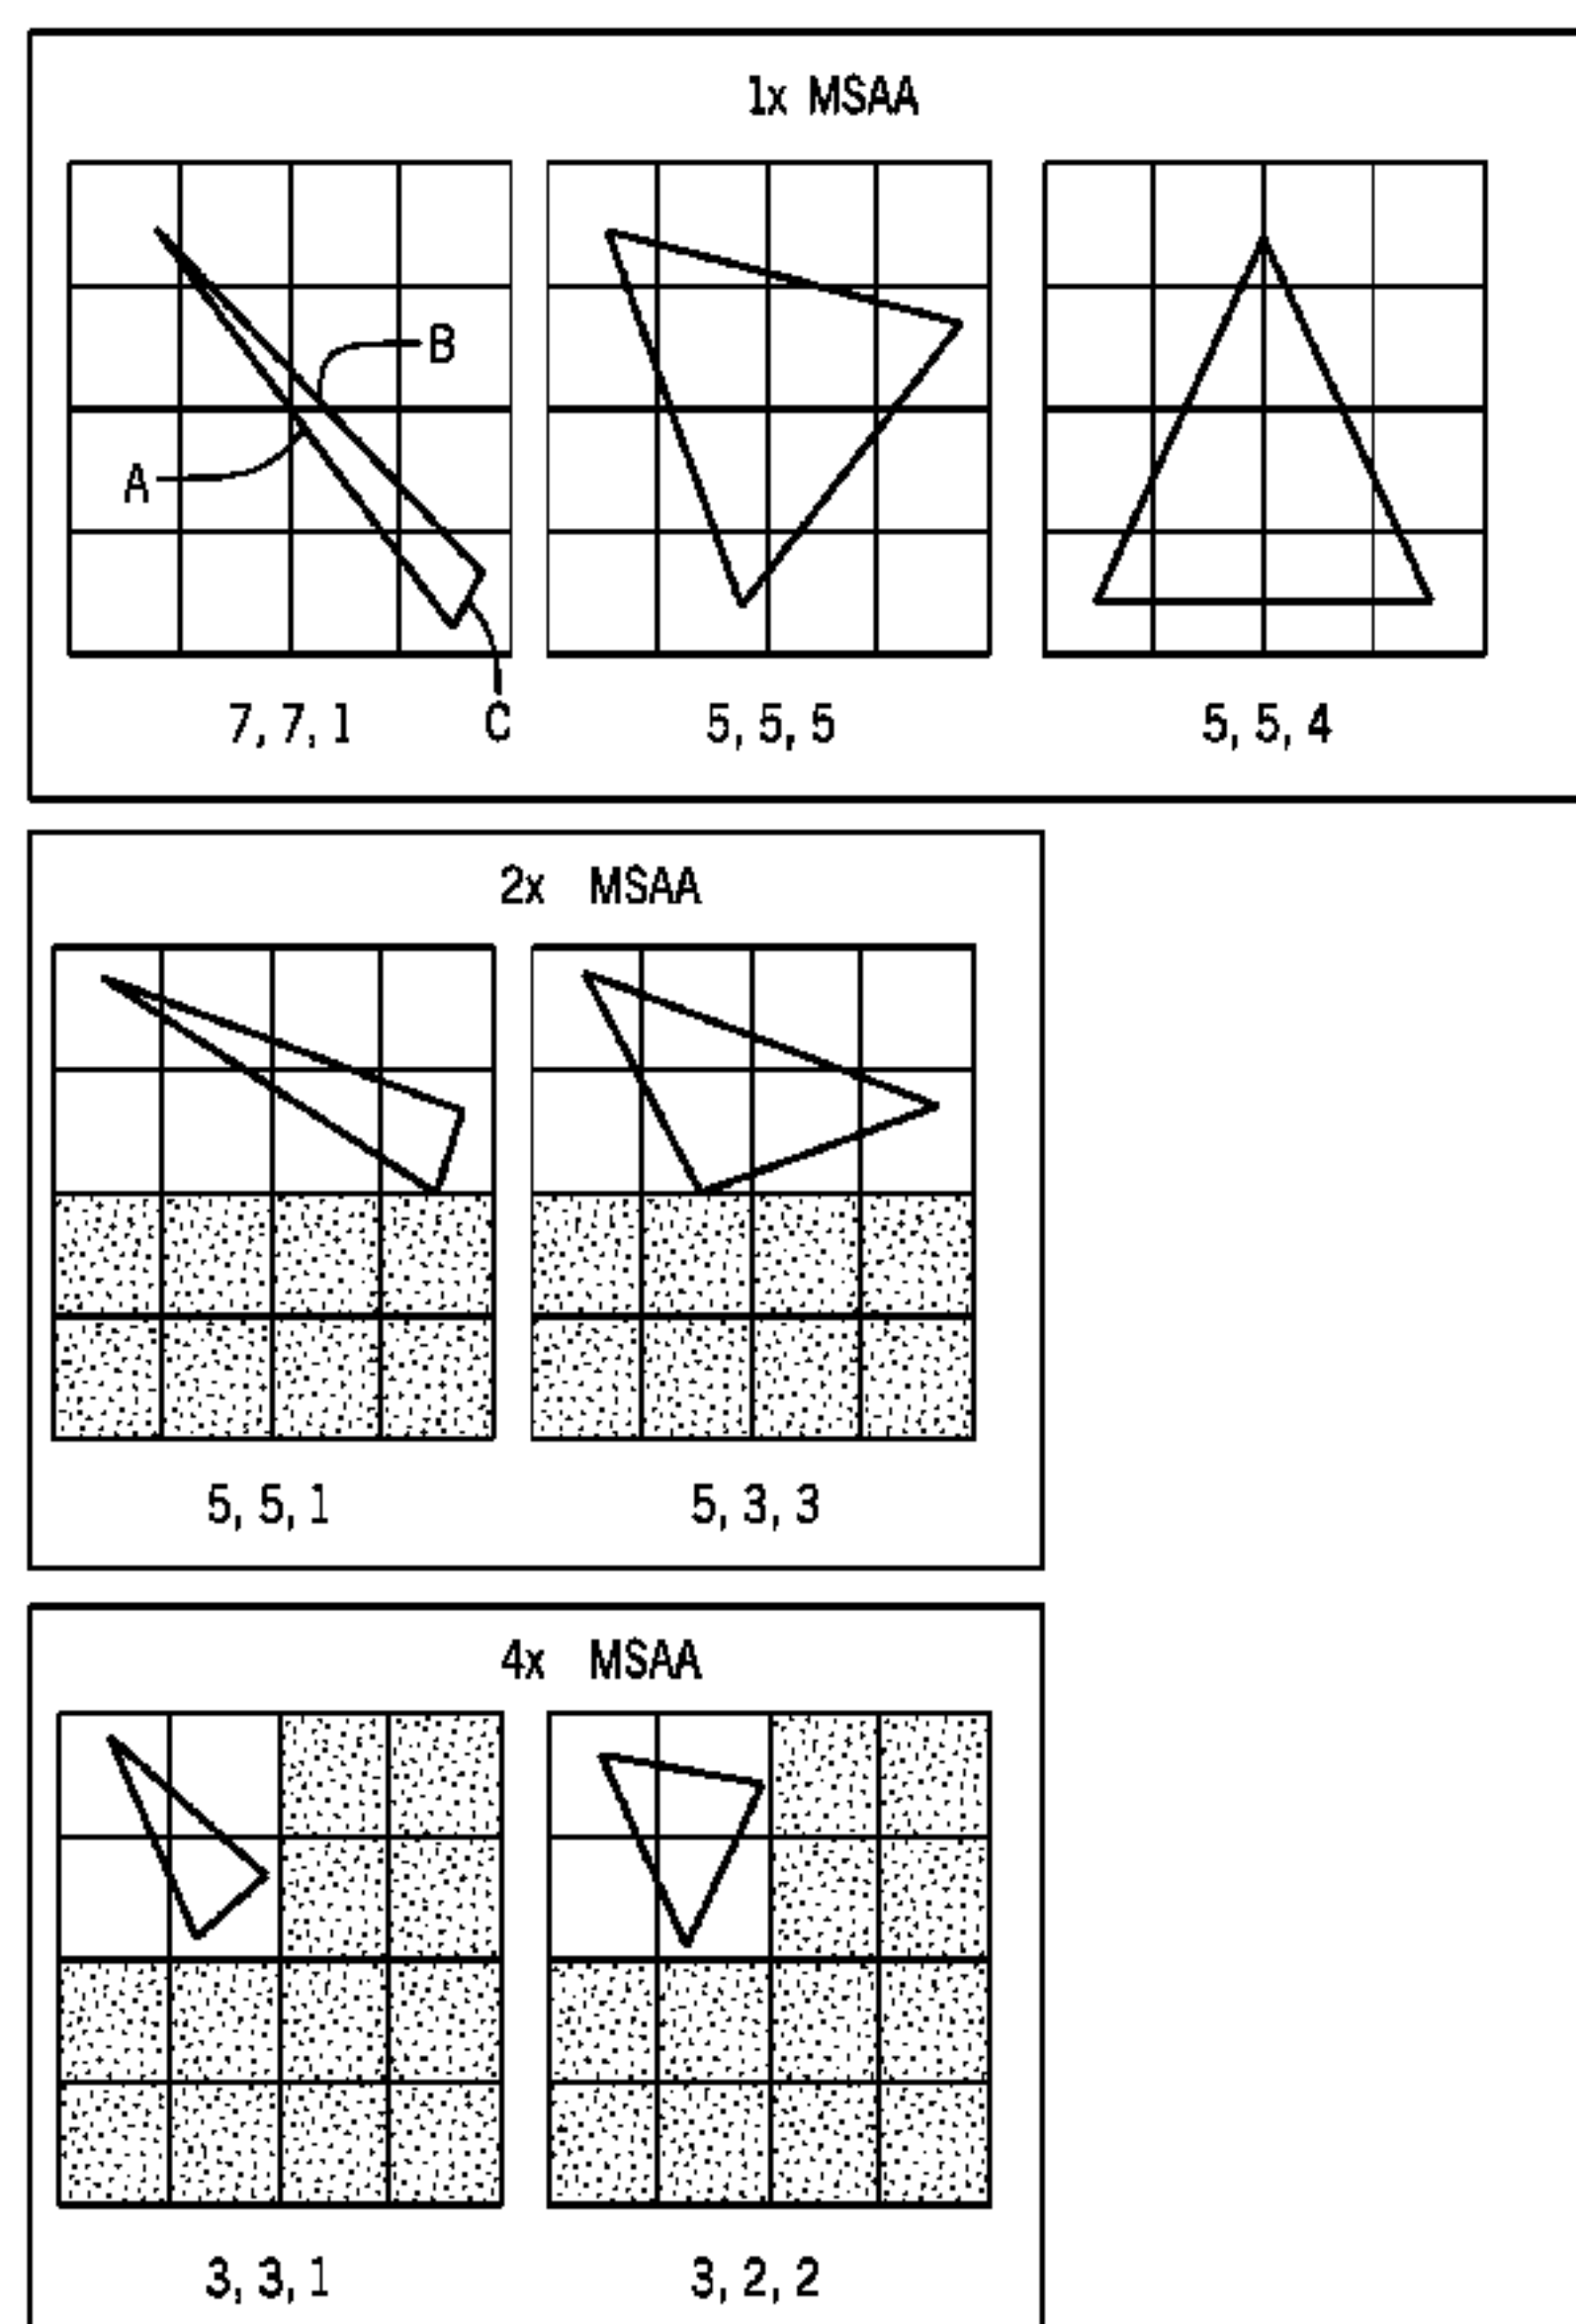 1x MSAA
B
A
7, 7, 1
C
5, 5, 5
5, 5, 4
2x MSAA
5, 5, 1
5, 3, 3
4x MSAA
3, 3, 1
3, 2, 2